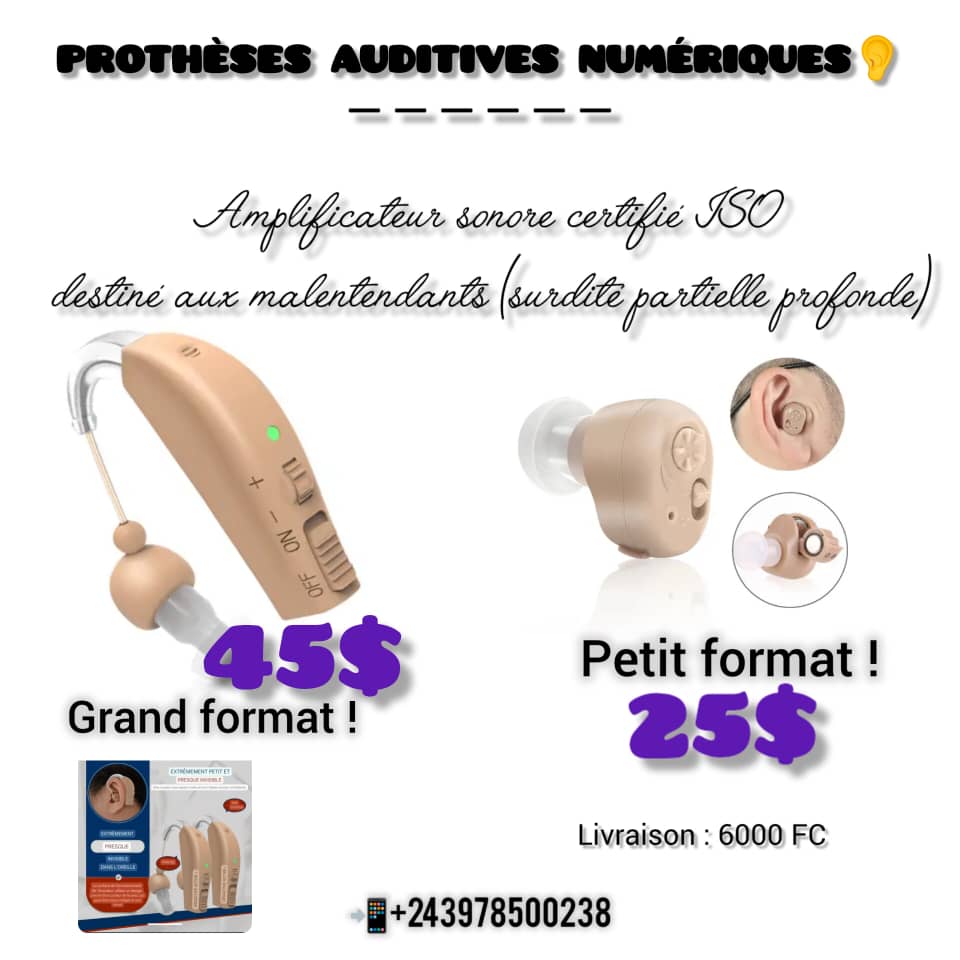 PROTHÈSES AUDITIVES NUMÉRIQUES👂
– – – – – –
Amplificateur sonore certifié ISO
destiné aux malentendants (surdité partielle profonde)
+
–
ON
OFF
45$
Grand format !
Petit format !
25$
EXTRÊMEMENT PETIT ET
PRESQUE INVISIBLE
EXTRÊMEMENT
PRESQUE
INVISIBLE
DANS L'OREILLE
Livraison : 6000 FC
📲+243978500238